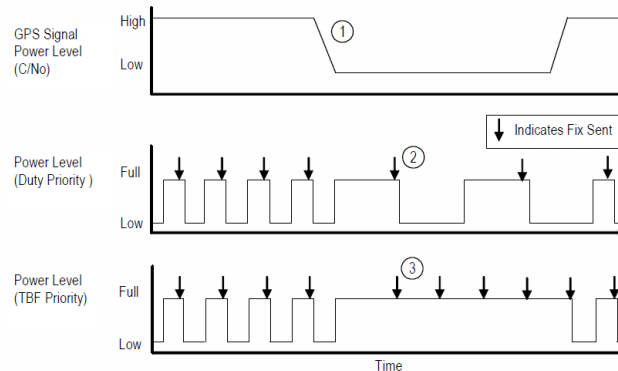 High
GPS Signal
Power Level
(C/No)
1
Low
Indicates Fix Sent
Power Level
(Duty Priority )
Full
2
Low
Power Level
(TBF Priority)
Full
3
Low
Time